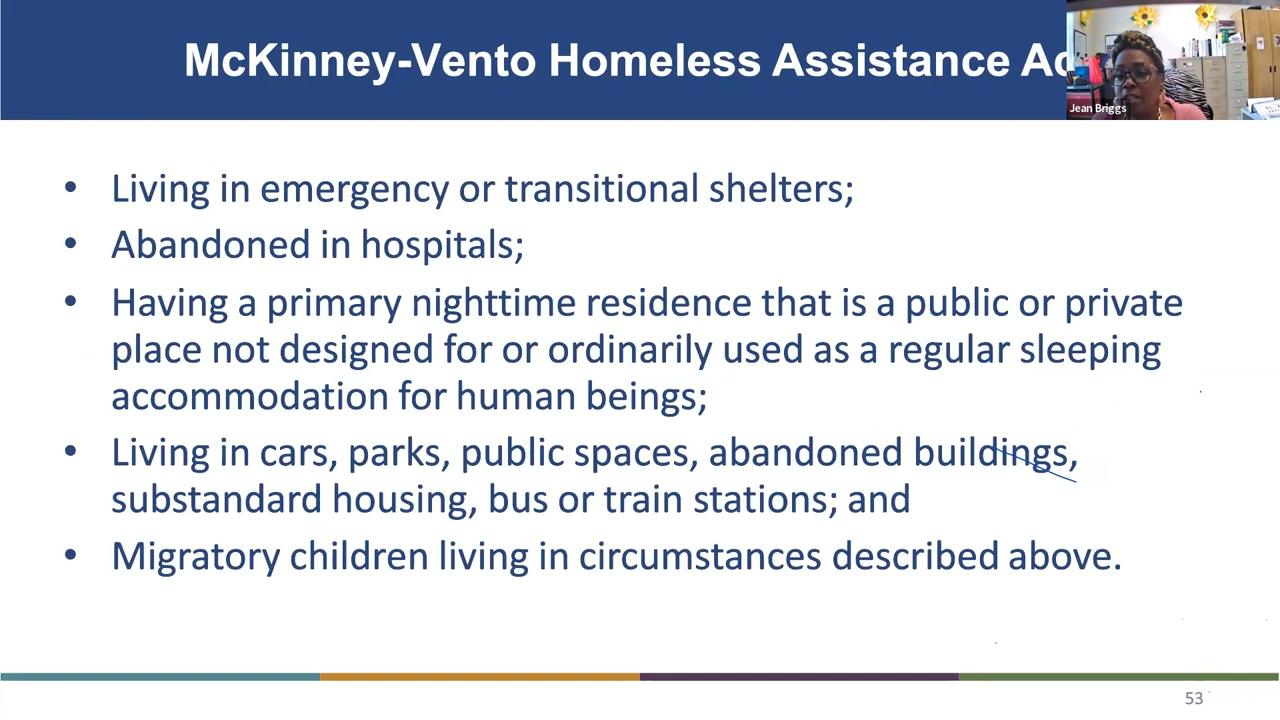 McKinney-Vento Homeless Assistance Ac
Jean Briggs
• Living in emergency or transitional shelters;
• Abandoned in hospitals;
• Having a primary nighttime residence that is a public or private
place not designed for or ordinarily used as a regular sleeping
accommodation for human beings;
• Living in cars, parks, public spaces, abandoned buildings,
substandard housing, bus or train stations; and
• Migratory children living in circumstances described above.
53